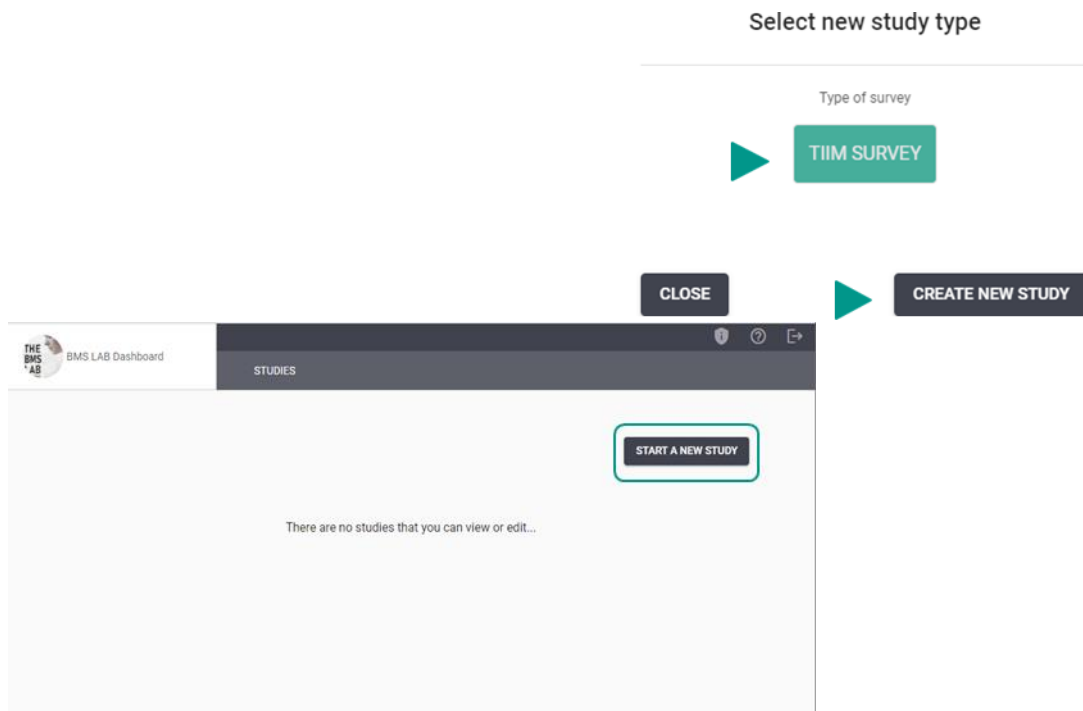 Select new study type
Type of survey
TIIM SURVEY
CLOSE
CREATE NEW STUDY
THE
BMS
'AB
BMS LAB Dashboard
STUDIES
START A NEW STUDY
There are no studies that you can view or edit...